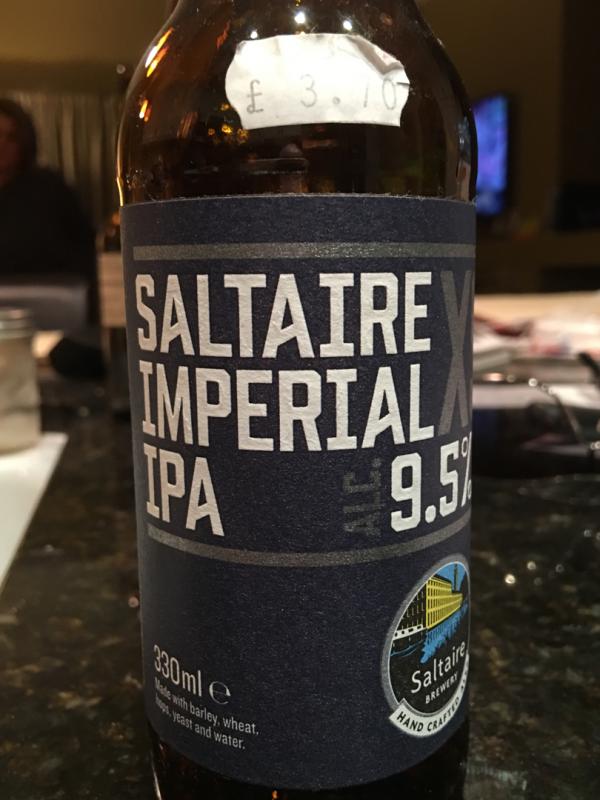 £ 3.70
SALTAIRE
IMPERIAL
IPA
X
ALC. 9.5%
Saltaire
BREWERY
HAND CRAFTED
330ml e
Made with barley, wheat,
hops, yeast and water.